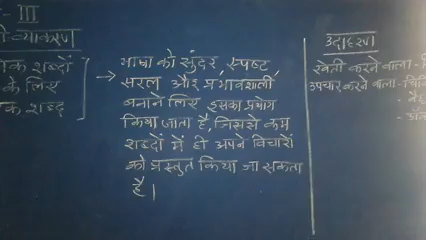 - III
व्याकरण
शब्दों
के लिए
शब्द
→ भाषा को सुंदर, स्पष्ट
सरल और प्रभावशाली
बनाने लिए इसका प्रयोग
किया जाता है, जिससे कम
शब्दों में ही अपने विचारों
को प्रस्तुत किया जा सकता
है।
उदाहरण
खेती करने वाला -
उपचार करने वाला -